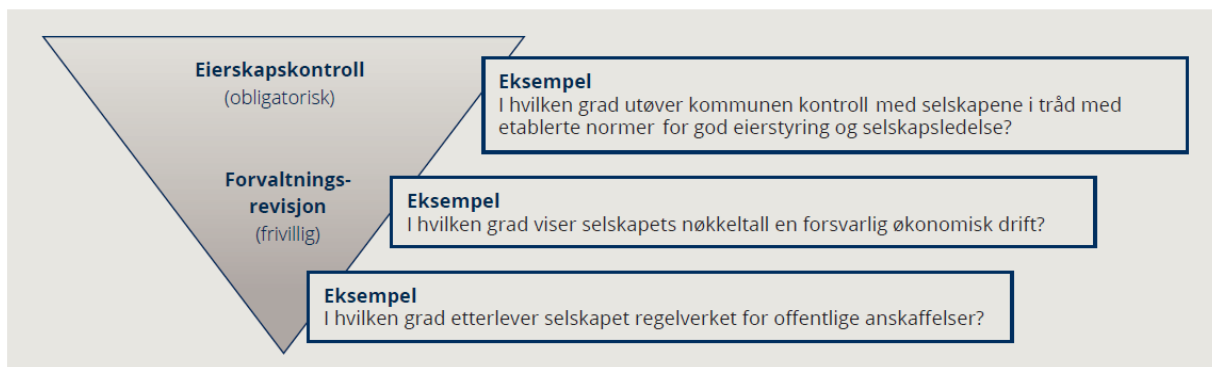 Eierskapskontroll
(obligatorisk)
Eksempel
I hvilken grad utøver kommunen kontroll med selskapene i tråd med
etablerte normer for god eierstyring og selskapsledelse?
Forvaltnings-
revisjon
(frivillig)
Eksempel
I hvilken grad viser selskapets nøkkeltall en forsvarlig økonomisk drift?
Eksempel
I hvilken grad etterlever selskapet regelverket for offentlige anskaffelser?